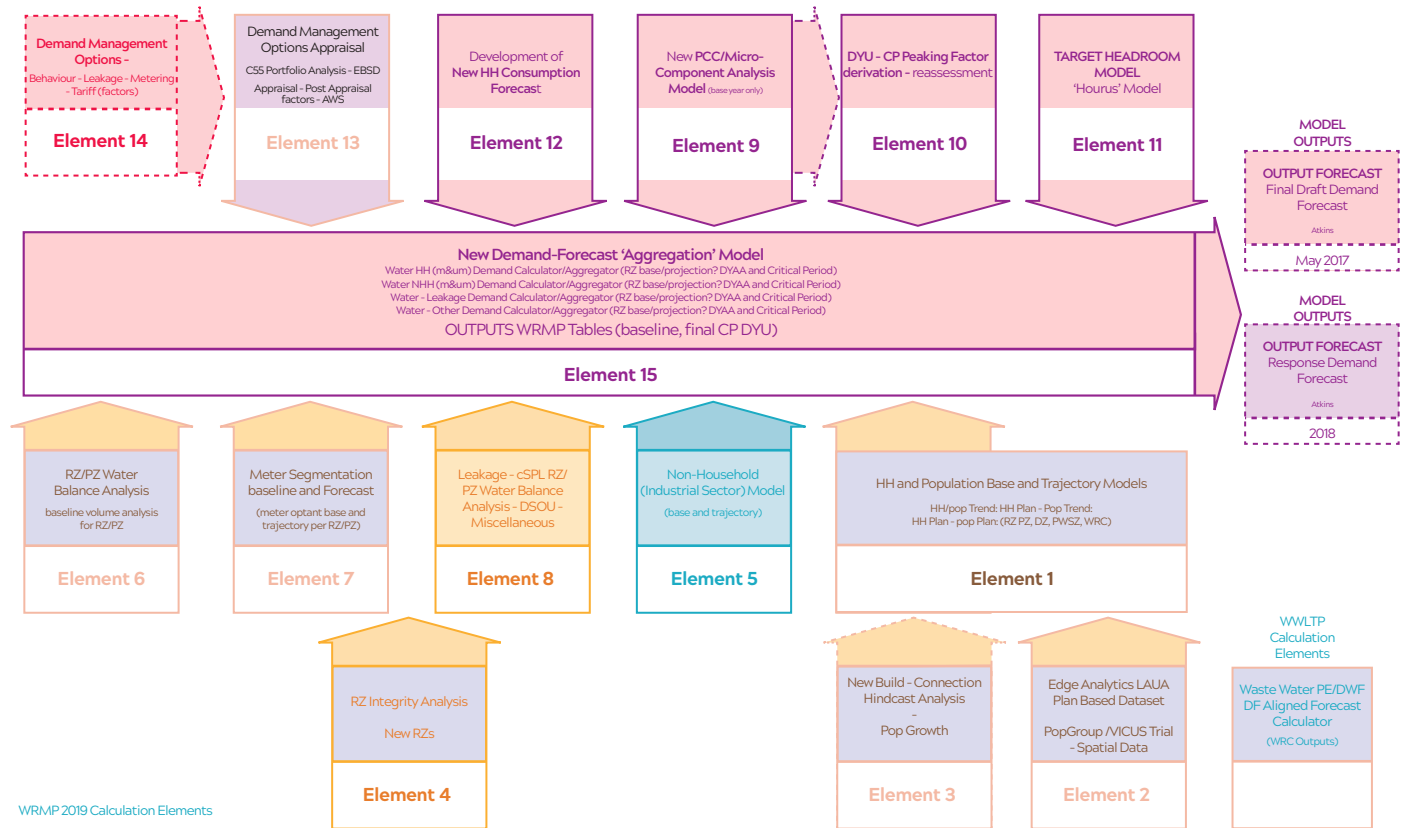 Demand Management
Options -
Behaviour - Leakage - Metering
- Tariff (factors)
Element 14
Demand Management
Options Appraisal
C55 Portfolio Analysis - EBSD
Appraisal - Post Appraisal
factors - AWS
Element 13
Development of
New HH Consumption
Forecast
Element 12
New PCC/Micro-
Component Analysis
Model (base year only)
Element 9
DYU - CP Peaking Factor
derivation - reassessment
Element 10
TARGET HEADROOM
MODEL
'Hourus' Model
Element 11
MODEL
OUTPUTS
OUTPUT FORECAST
Final Draft Demand
Forecast
Atkins
May 2017
MODEL
OUTPUTS
OUTPUT FORECAST
Response Demand
Forecast
Atkins
2018
New Demand-Forecast 'Aggregation' Model
Water HH (m&um) Demand Calculator/Aggregator (RZ base/projection? DYAA and Critical Period)
Water NHH (m&um) Demand Calculator/Aggregator (RZ base/projection? DYAA and Critical Period)
Water - Leakage Demand Calculator/Aggregator (RZ base/projection? DYAA and Critical Period)
Water - Other Demand Calculator/Aggregator (RZ base/projection? DYAA and Critical Period)
OUTPUTS WRMP Tables (baseline, final CP DYU)
Element 15
RZ/PZ Water
Balance Analysis
baseline volume analysis
for RZ/PZ
Element 6
Meter Segmentation
baseline and Forecast
(meter optant base and
trajectory per RZ/PZ)
Element 7
Leakage - cSPL RZ/
PZ Water Balance
Analysis - DSOU -
Miscellaneous
Element 8
Non-Household
(Industrial Sector) Model
(base and trajectory)
Element 5
HH and Population Base and Trajectory Models
HH/pop Trend: HH Plan - Pop Trend:
HH Plan - pop Plan: (RZ PZ, DZ, PWSZ, WRC)
Element 1
RZ Integrity Analysis
New RZs
Element 4
New Build - Connection
Hindcast Analysis
-
Pop Growth
Element 3
Edge Analytics LAUA
Plan Based Dataset
PopGroup /VICUS Trial
- Spatial Data
Element 2
WWLTP
Calculation
Elements
Waste Water PE/DWF
DF Aligned Forecast
Calculator
(WRC Outputs)
WRMP 2019 Calculation Elements